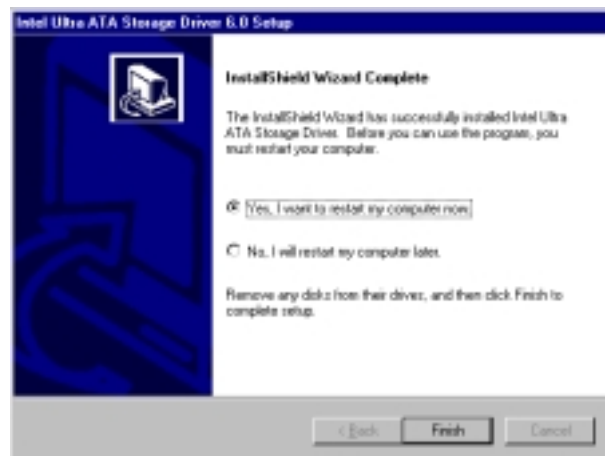 Intel Ultra ATA Storage Driver 6.0 Setup
InstallShield Wizard Complete
The InstallShield Wizard has successfully installed Intel Ultra
ATA Storage Driver. Before you can use the program, you
must restart your computer.
Yes, I want to restart my computer now.
No, I will restart my computer later.
Remove any disks from their drives, and then click Finish to
complete setup.
< Back Finish Cancel